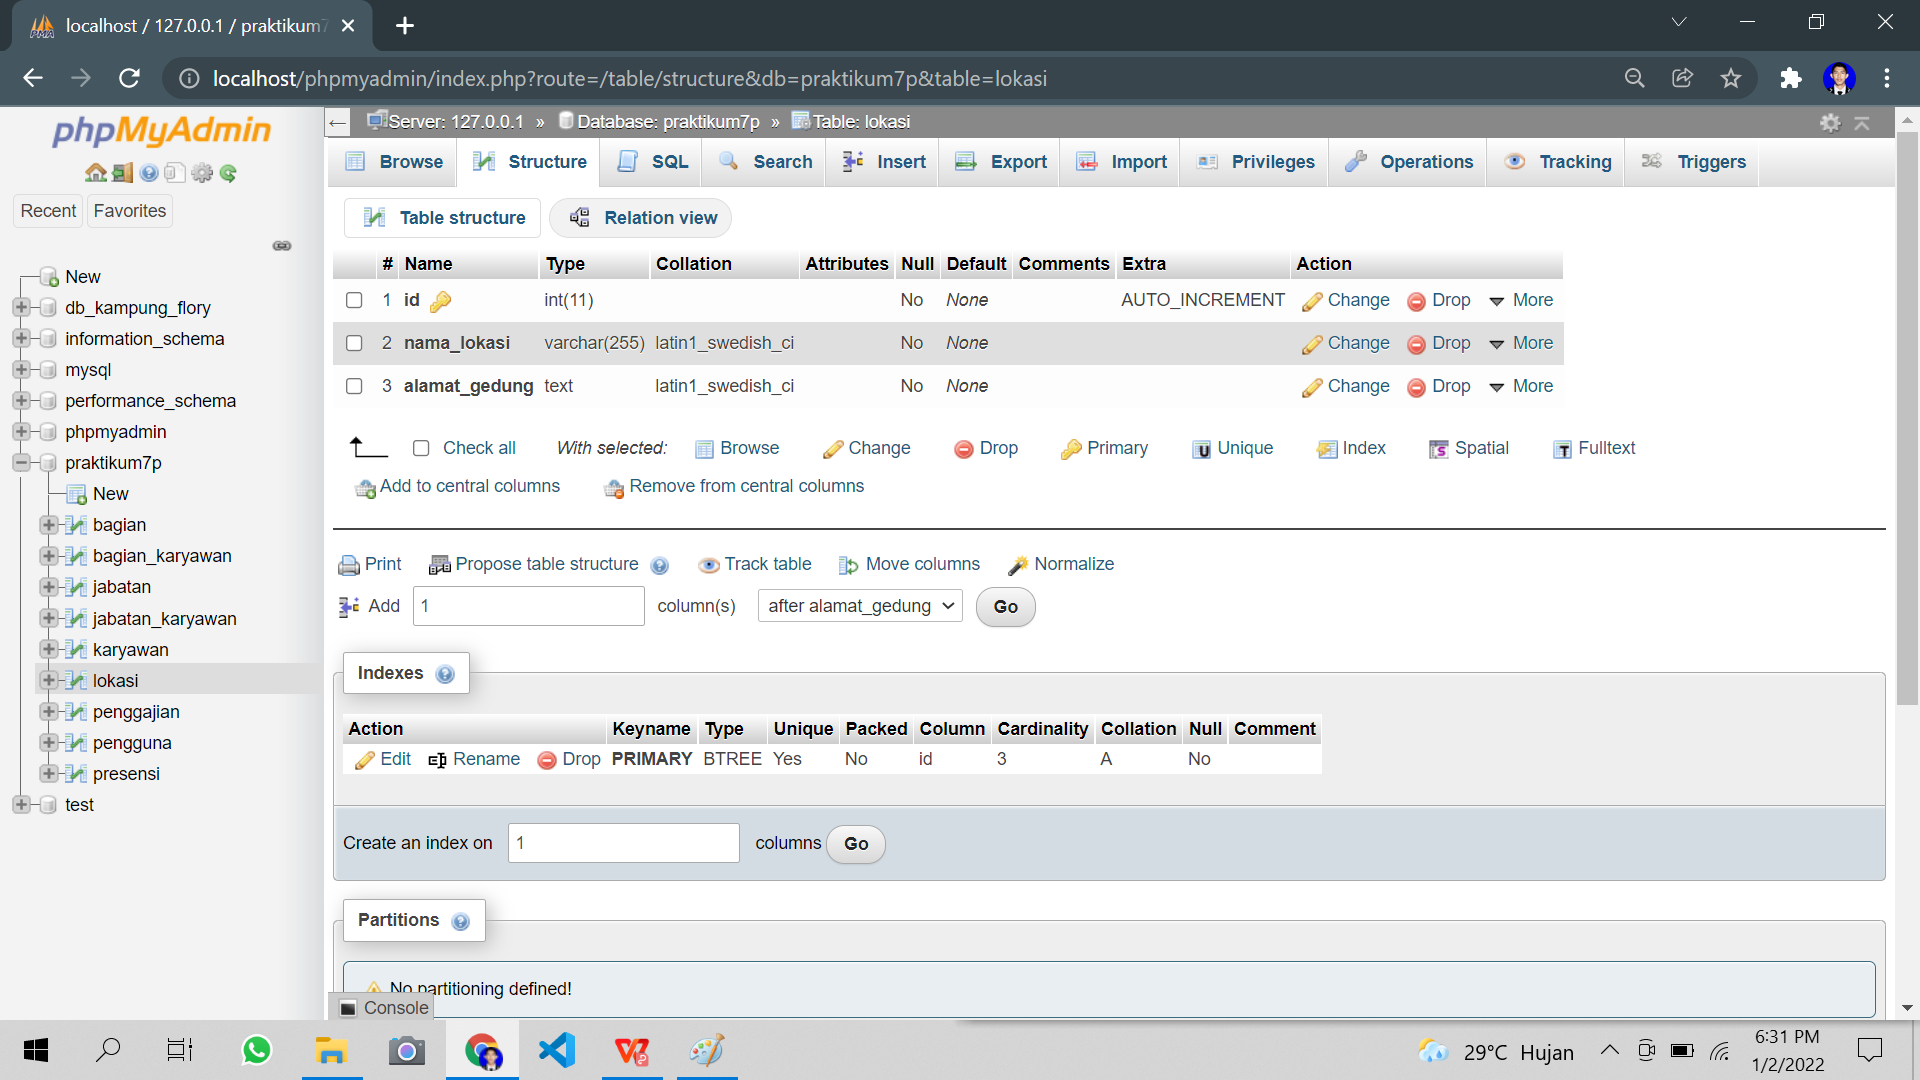 localhost / 127.0.0.1 / praktikum7
localhost/phpmyadmin/index.php?route=/table/structure&db=praktikum7p&table=lokasi
phpMyAdmin
Recent Favorites
New
db_kampung_flory
information_schema
mysql
performance_schema
phpmyadmin
praktikum7p
New
bagian
bagian_karyawan
jabatan
jabatan_karyawan
karyawan
lokasi
penggajian
pengguna
presensi
test
Server: 127.0.0.1 » Database: praktikum7p » Table: lokasi
Browse Structure SQL Search Insert Export Import Privileges Operations Tracking Triggers
Table structure Relation view
# Name Type Collation Attributes Null Default Comments Extra Action
1 id int(11) No None AUTO_INCREMENT Change Drop More
2 nama_lokasi varchar(255) latin1_swedish_ci No None Change Drop More
3 alamat_gedung text latin1_swedish_ci No None Change Drop More
Check all With selected: Browse Change Drop Primary Unique Index Spatial Fulltext
Add to central columns Remove from central columns
Print Propose table structure Track table Move columns Normalize
Add 1 column(s) after alamat_gedung Go
Indexes
Action Keyname Type Unique Packed Column Cardinality Collation Null Comment
Edit Rename Drop PRIMARY BTREE Yes No id 3 A No
Create an index on 1 columns Go
Partitions
No partitioning defined!
Console
29°C Hujan
6:31 PM
1/2/2022